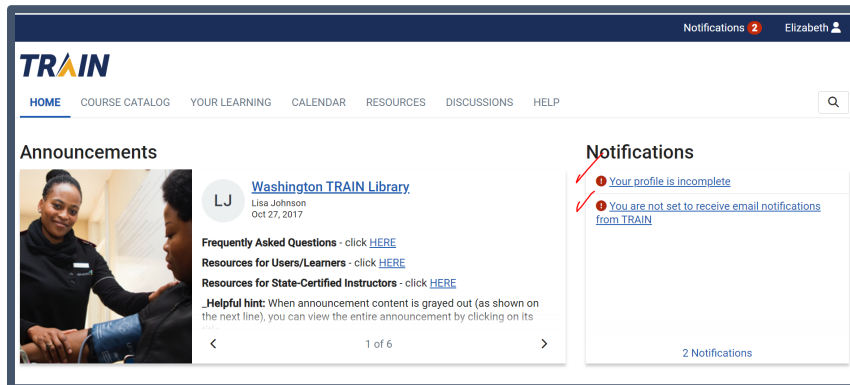 Notifications 2 Elizabeth
TRAIN
HOME COURSE CATALOG YOUR LEARNING CALENDAR RESOURCES DISCUSSIONS HELP
Announcements
LJ
Washington TRAIN Library
Lisa Johnson
Oct 27, 2017
Frequently Asked Questions - click HERE
Resources for Users/Learners - click HERE
Resources for State-Certified Instructors - click HERE
_Helpful hint: When announcement content is grayed out (as shown on
the next line), you can view the entire announcement by clicking on its
1 of 6
Notifications
Your profile is incomplete
You are not set to receive email notifications
from TRAIN
2 Notifications